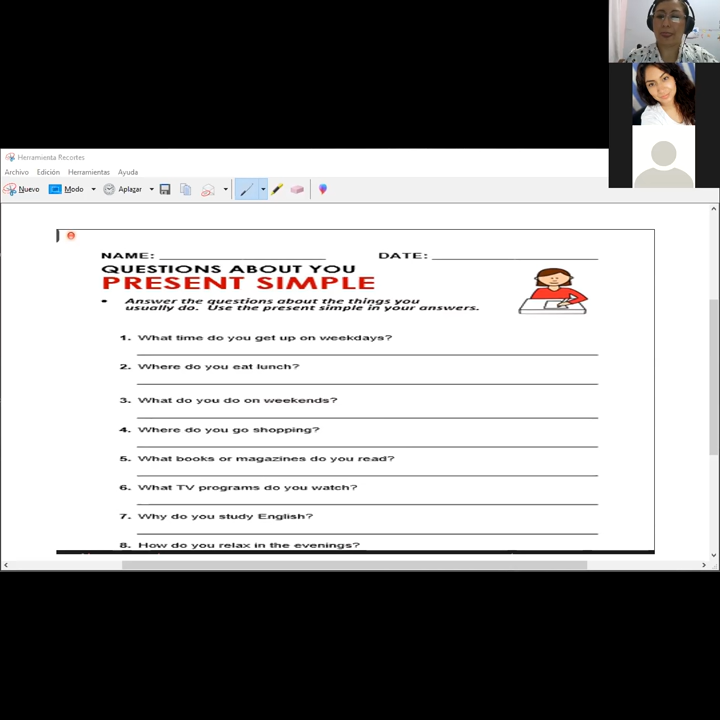 Herramienta Recortes
Archivo Edición Herramientas Ayuda
Nuevo Modo Aplazar
NAME: DATE:
QUESTIONS ABOUT YOU
PRESENT SIMPLE
• Answer the questions about the things you
usually do. Use the present simple in your answers.
1. What time do you get up on weekdays?
2. Where do you eat lunch?
3. What do you do on weekends?
4. Where do you go shopping?
5. What books or magazines do you read?
6. What TV programs do you watch?
7. Why do you study English?
8. How do you relax in the evenings?